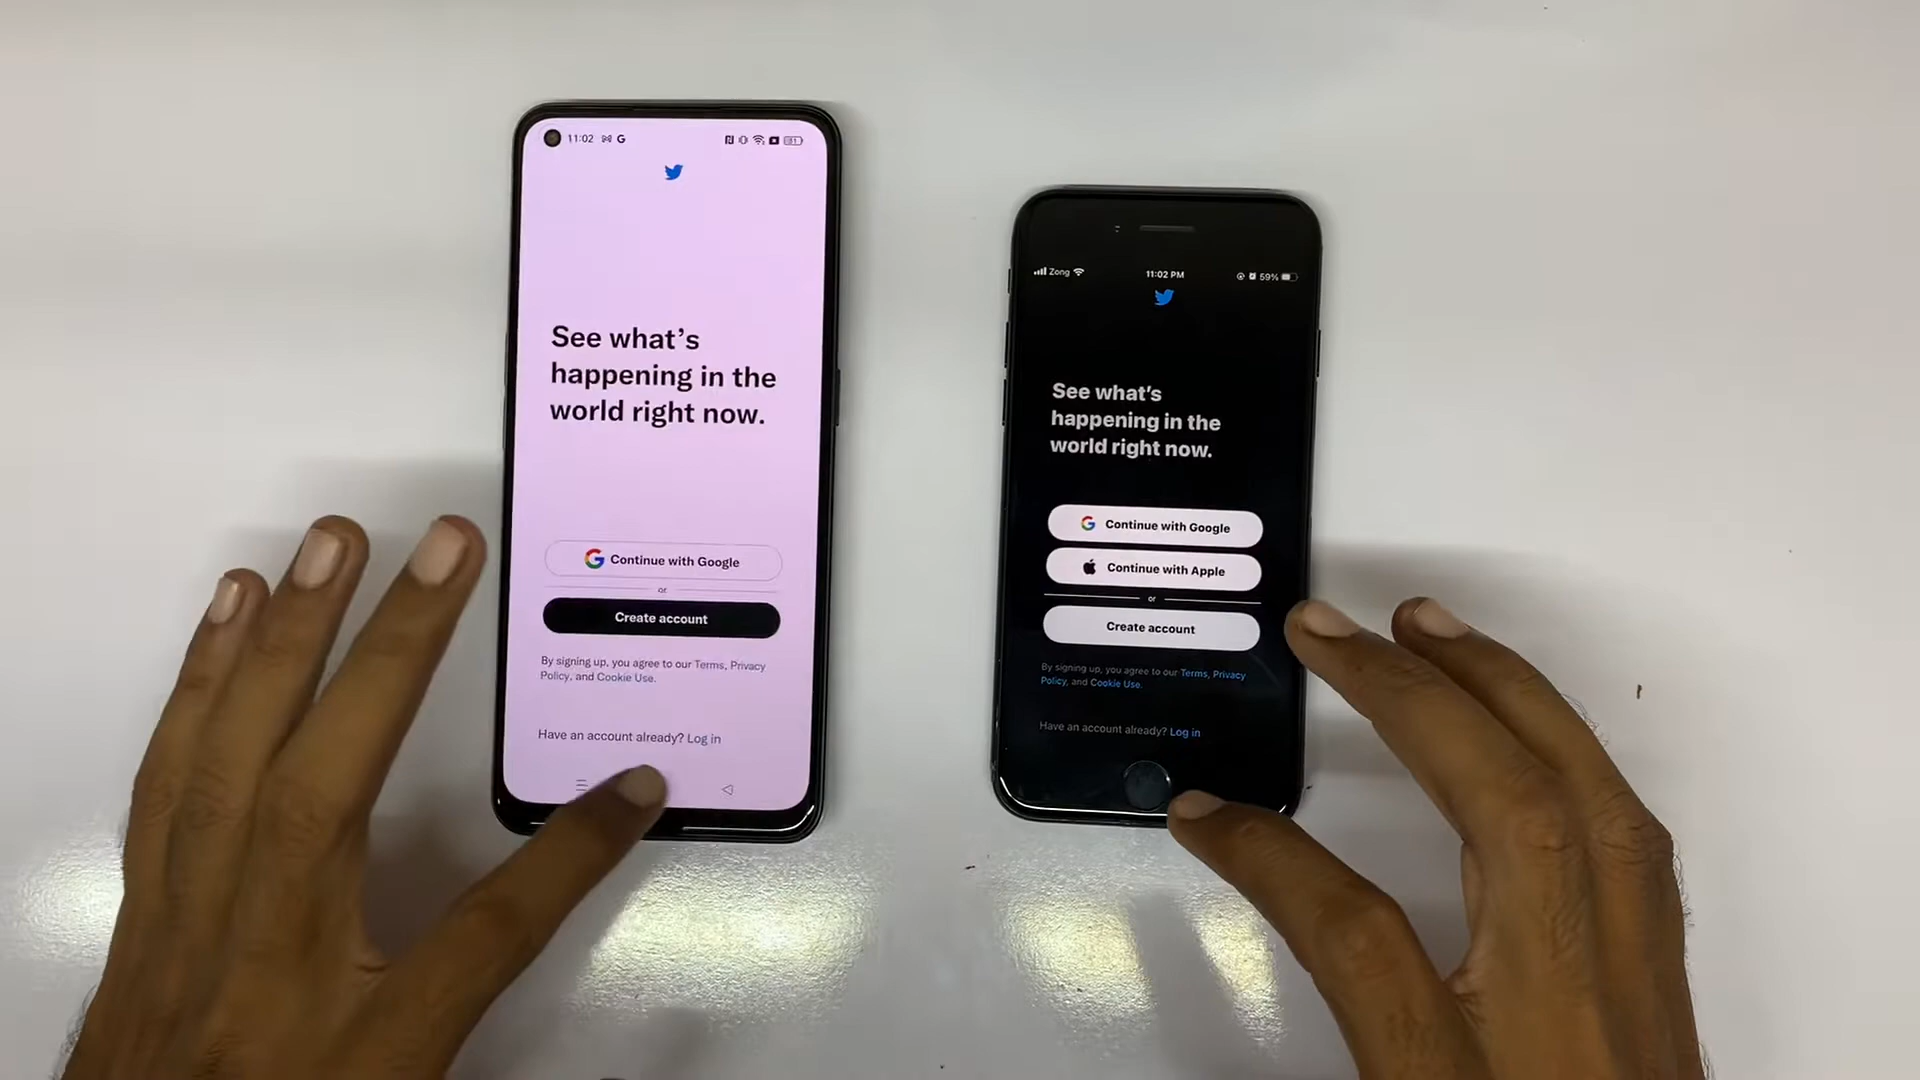 11:02
See what's
happening in the
world right now.
Continue with Google
or
Create account
By signing up, you agree to our Terms, Privacy
Policy, and Cookie Use.
Have an account already? Log in
Zong
11:02 PM
59%
See what's
happening in the
world right now.
Continue with Google
Continue with Apple
or
Create account
By signing up, you agree to our Terms, Privacy
Policy, and Cookie Use.
Have an account already? Log in